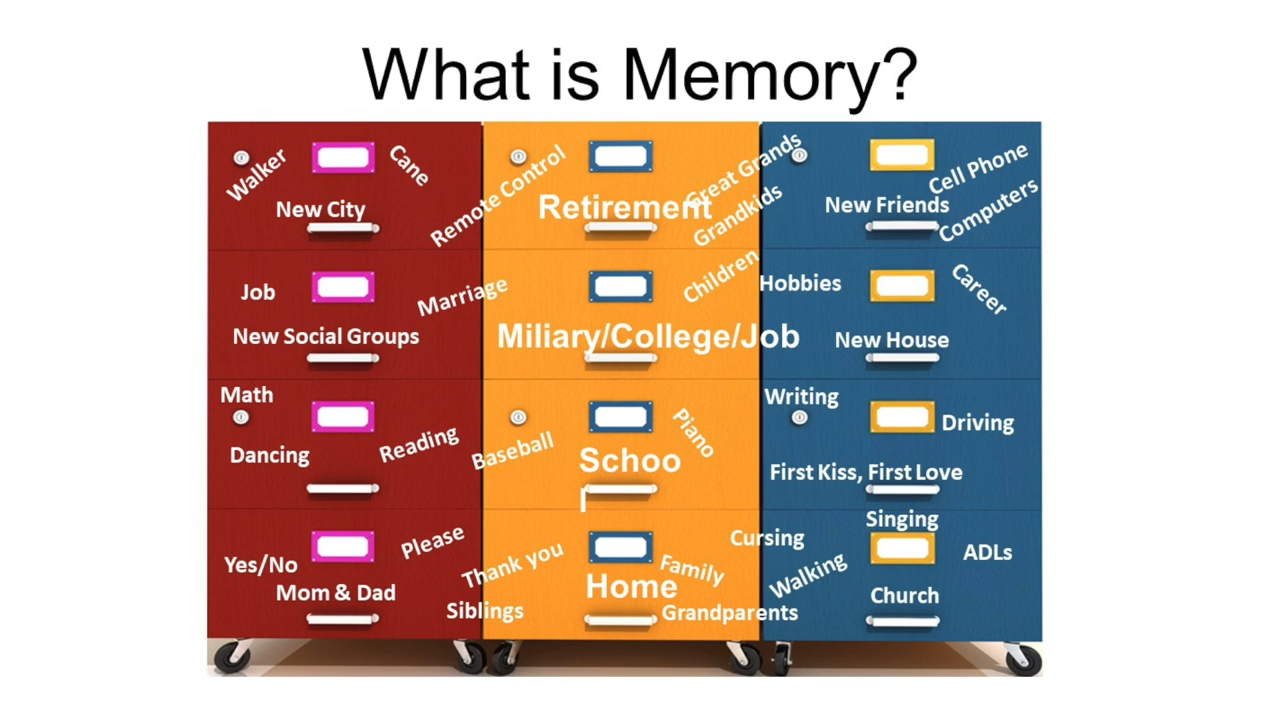 What is Memory?
Walker
Cane
New City
Remote Control
Retirement
Great Grands
Grandkids
New Friends
Cell Phone
Computers
Job
New Social Groups
Marriage
Miliary/College/Job
Children
Hobbies
New House
Career
Math
Dancing
Reading
Baseball
Schoo
l
Piano
Writing
Driving
First Kiss, First Love
Yes/No
Mom & Dad
Please
Thank you
Siblings
Home
Family
Grandparents
Cursing
Walking
Singing
ADLs
Church